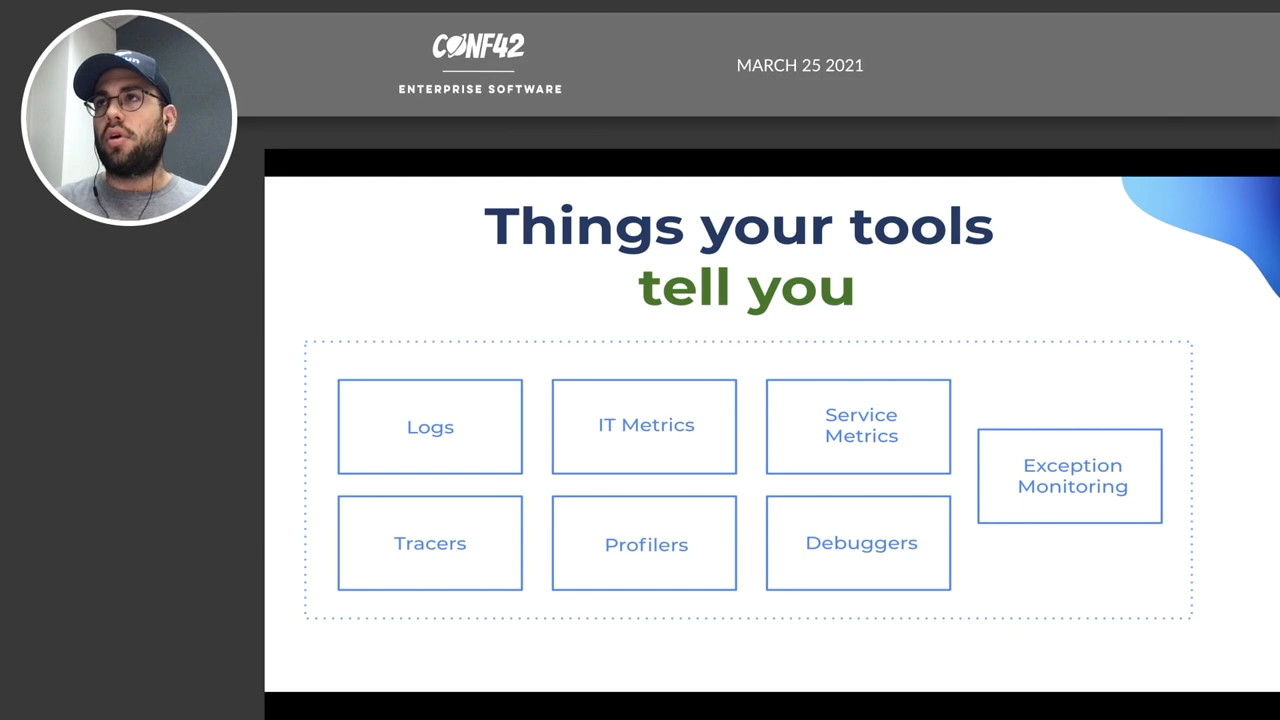 CONF42
ENTERPRISE SOFTWARE
MARCH 25 2021
Things your tools
tell you
Logs
IT Metrics
Service
Metrics
Exception
Monitoring
Tracers
Profilers
Debuggers